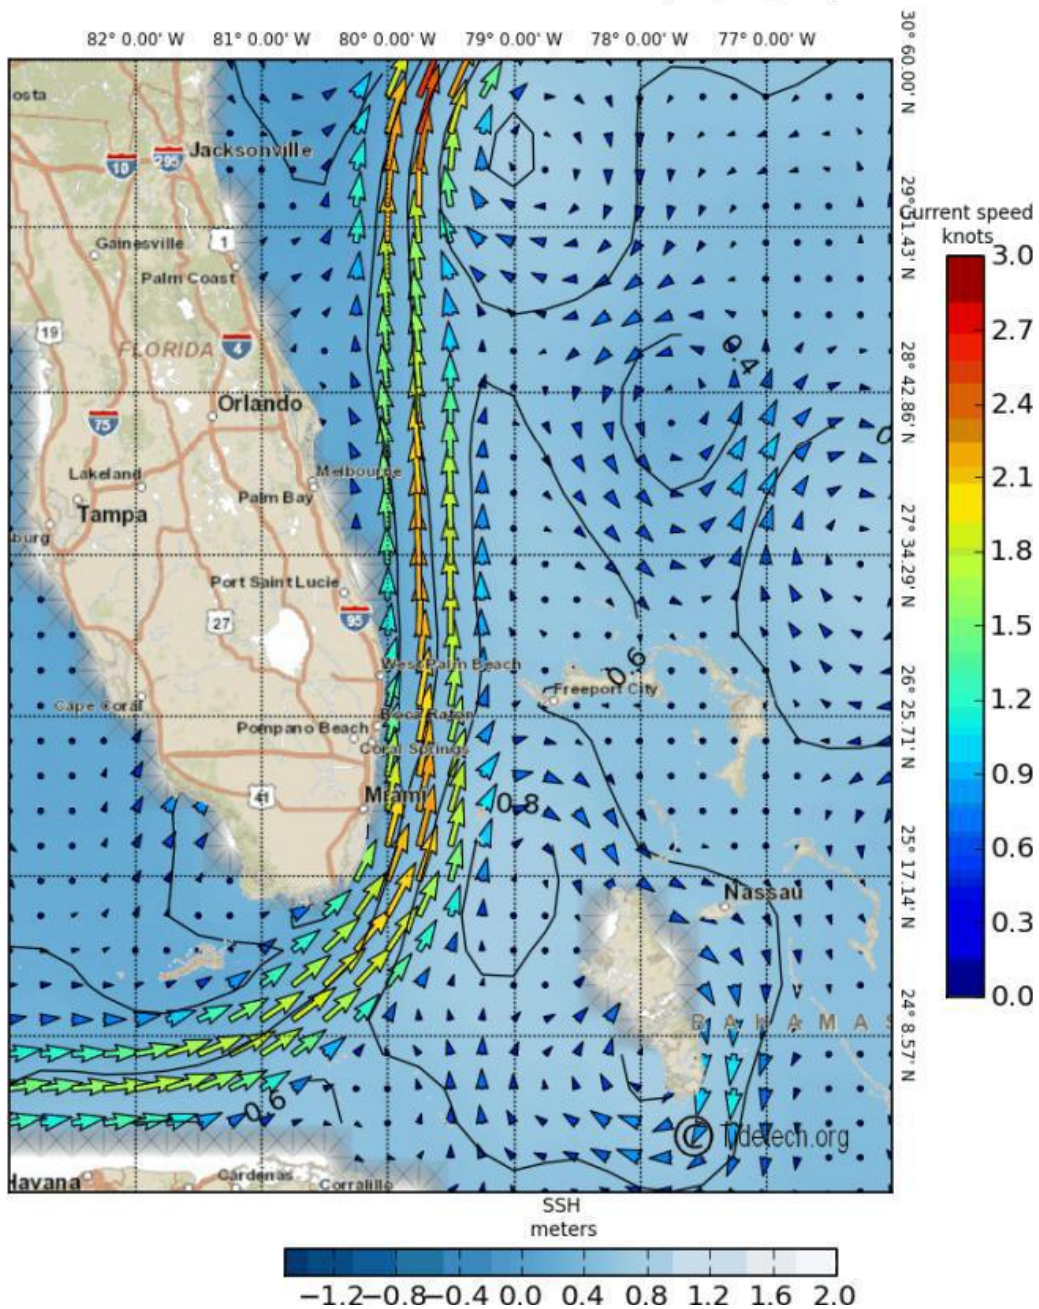 82° 0.00' W 81° 0.00' W 80° 0.00' W 79° 0.00' W 78° 0.00' W 77° 0.00' W
30° 60.00' N
osta
10
295
Jacksonville
29°
51.43' N
Gainesville
1
Palm Coast
19
FLORIDA
4
28° 42.86' N
0.4
75
Orlando
0
Lakeland
Melbourne
Tampa
Palm Bay
burg
27° 34.29' N
Port Saint Lucie
95
27
West Palm Beach
0.6
Freeport City
26° 25.71' N
Cape Coral
Boca Raton
Pompano Beach
Coral Springs
41
Miami
0.8
25° 17.14' N
Nassau
24° 8.57' N
BAHAMAS
0.6
© Tidetech.org
Havana
Cárdenas
Corralillo
Current speed
knots
3.0
2.7
2.4
2.1
1.8
1.5
1.2
0.9
0.6
0.3
0.0
SSH
meters
−1.2 −0.8 −0.4 0.0 0.4 0.8 1.2 1.6 2.0